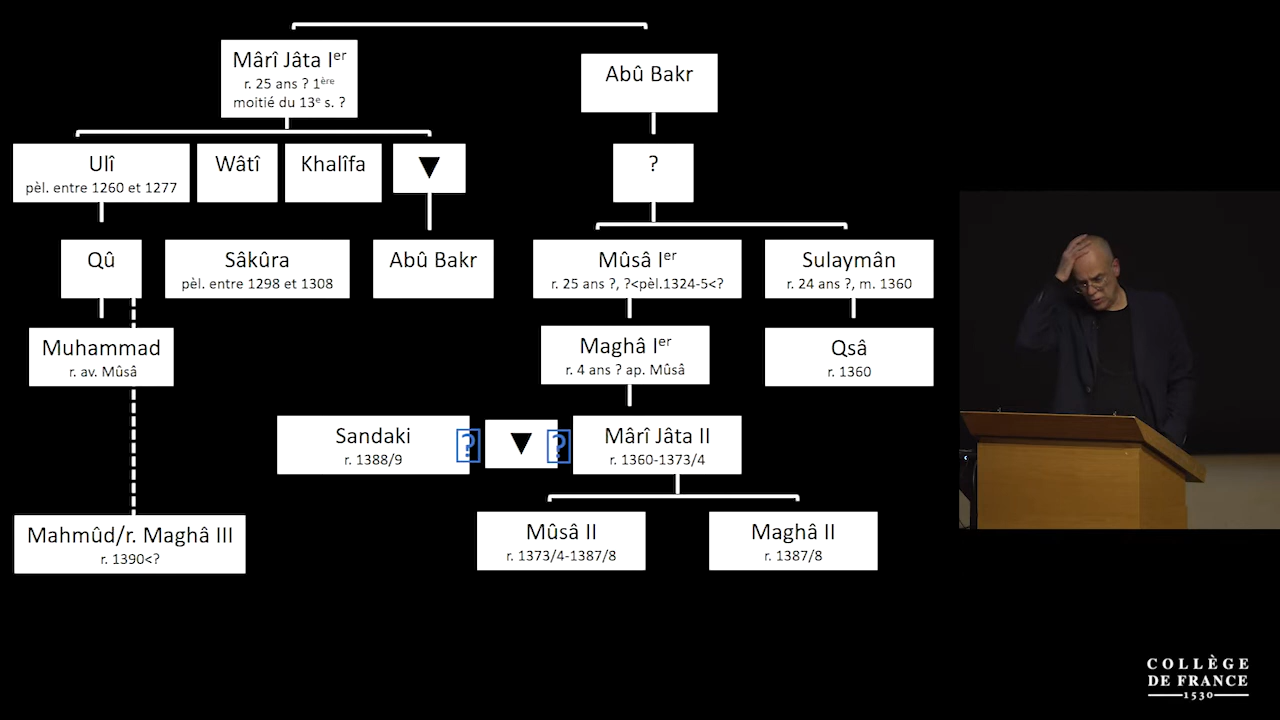 Mârî Jâta Iᵉʳ
r. 25 ans ? 1ᵉʳᵉ
moitié du 13ᵉ s. ?
Abû Bakr
Ulî
pèl. entre 1260 et 1277
Wâtî
Khalîfa
▼
?
Qû
Sâkûra
pèl. entre 1298 et 1308
Abû Bakr
Mûsâ Iᵉʳ
r. 25 ans ?, ?<pèl.1324-5<?
Sulaymân
r. 24 ans ?, m. 1360
Muhammad
r. av. Mûsâ
Maghâ Iᵉʳ
r. 4 ans ? ap. Mûsâ
Qsâ
r. 1360
Sandaki
r. 1388/9
?
▼
?
Mârî Jâta II
r. 1360-1373/4
Mahmûd/r. Maghâ III
r. 1390<?
Mûsâ II
r. 1373/4-1387/8
Maghâ II
r. 1387/8
COLLÈGE
DE FRANCE
1530